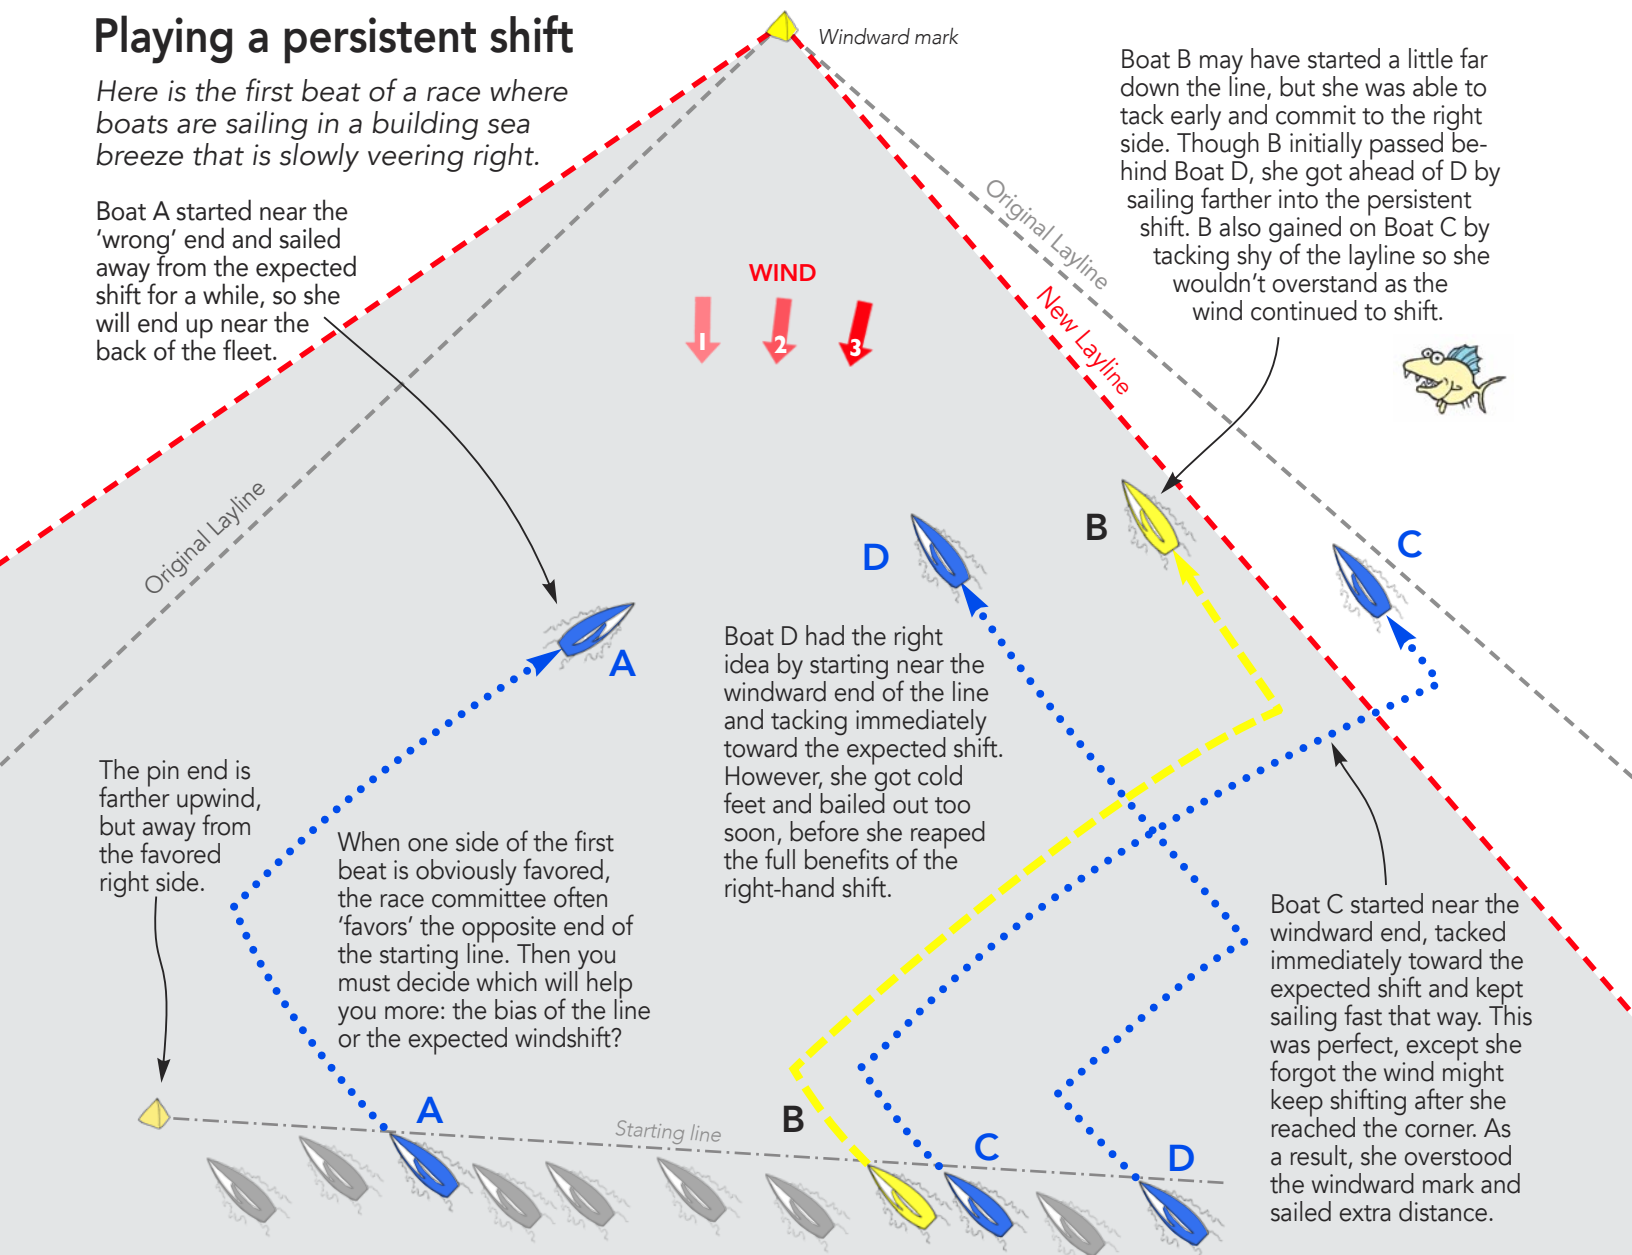 Playing a persistent shift
Here is the first beat of a race where
boats are sailing in a building sea
breeze that is slowly veering right.
Windward mark
Boat B may have started a little far
down the line, but she was able to
tack early and commit to the right
side. Though B initially passed be-
hind Boat D, she got ahead of D by
sailing farther into the persistent
shift. B also gained on Boat C by
tacking shy of the layline so she
wouldn't overstand as the
wind continued to shift.
Boat A started near the
'wrong' end and sailed
away from the expected
shift for a while, so she
will end up near the
back of the fleet.
WIND
1
2
3
Original Layline
New Layline
Original Layline
D
B
C
A
Boat D had the right
idea by starting near the
windward end of the line
and tacking immediately
toward the expected shift.
However, she got cold
feet and bailed out too
soon, before she reaped
the full benefits of the
right-hand shift.
The pin end is
farther upwind,
but away from
the favored
right side.
When one side of the first
beat is obviously favored,
the race committee often
'favors' the opposite end of
the starting line. Then you
must decide which will help
you more: the bias of the line
or the expected windshift?
Boat C started near the
windward end, tacked
immediately toward the
expected shift and kept
sailing fast that way. This
was perfect, except she
forgot the wind might
keep shifting after she
reached the corner. As
a result, she overstood
the windward mark and
sailed extra distance.
A
Starting line
B
C
D